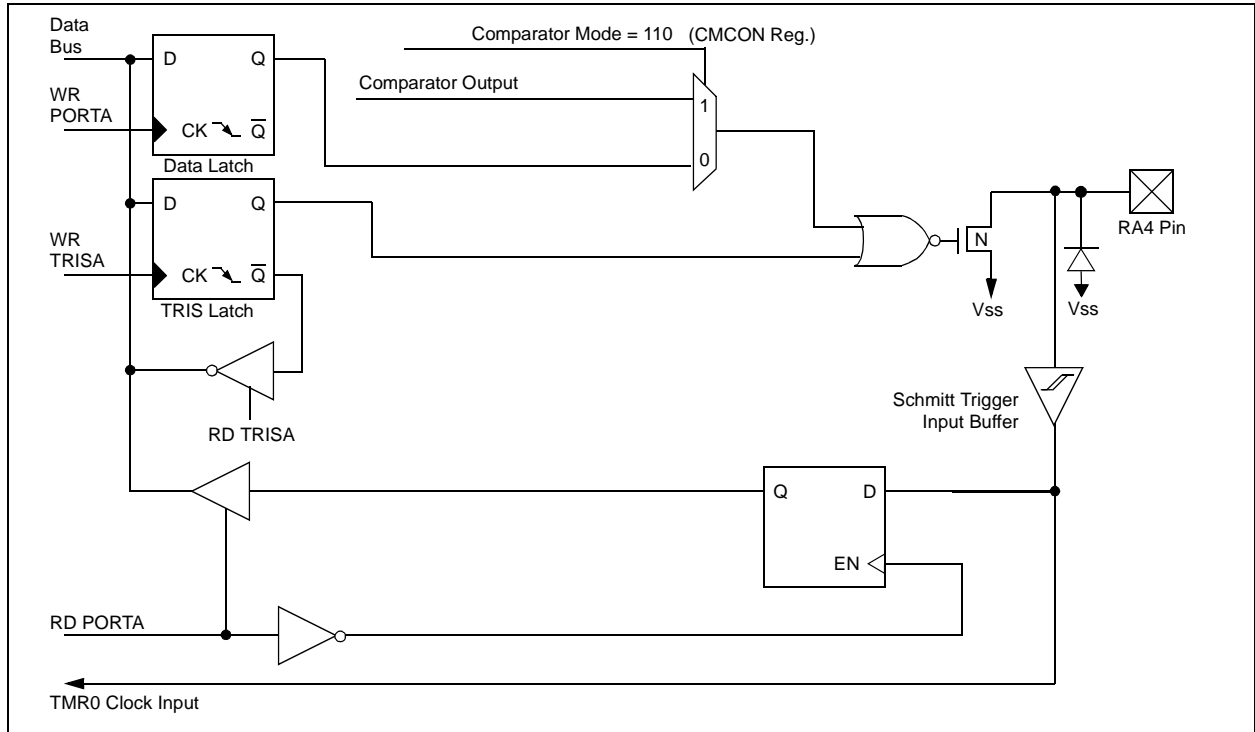 Data
Bus
Comparator Mode = 110 (CMCON Reg.)
D Q
Comparator Output
WR
PORTA
1
CK Q̅
0
Data Latch
D Q
RA4 Pin
WR
TRISA
N
CK Q̅
TRIS Latch
Vss
Vss
Schmitt Trigger
Input Buffer
RD TRISA
Q D
EN
RD PORTA
TMR0 Clock Input